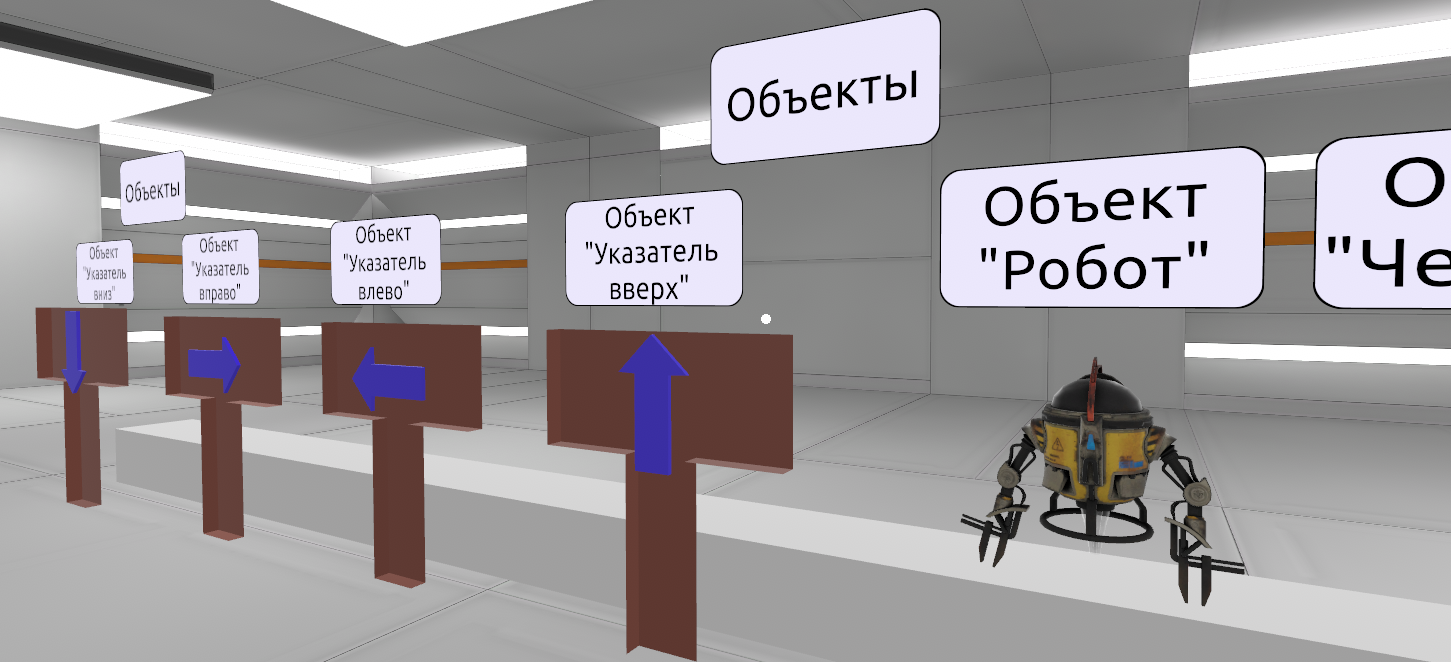 Объекты
Объект
"Указатель
вниз"
Объект
"Указатель
вправо"
Объект
"Указатель
влево"
Объекты
Объект
"Указатель
вверх"
Объект
"Робот"